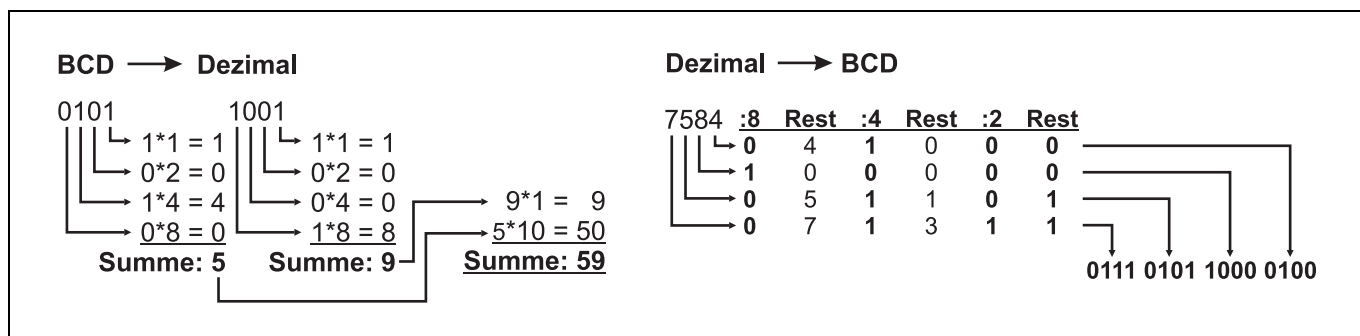 BCD → Dezimal
0101 1001
1*1 = 1 1*1 = 1
0*2 = 0 0*2 = 0
1*4 = 4 0*4 = 0 9*1 = 9
0*8 = 0 1*8 = 8 5*10 = 50
Summe: 5 Summe: 9 Summe: 59
Dezimal → BCD
7584 :8 Rest :4 Rest :2 Rest
0 4 1 0 0 0
1 0 0 0 0 0
0 5 1 1 0 1
0 7 1 3 1 1
0111 0101 1000 0100